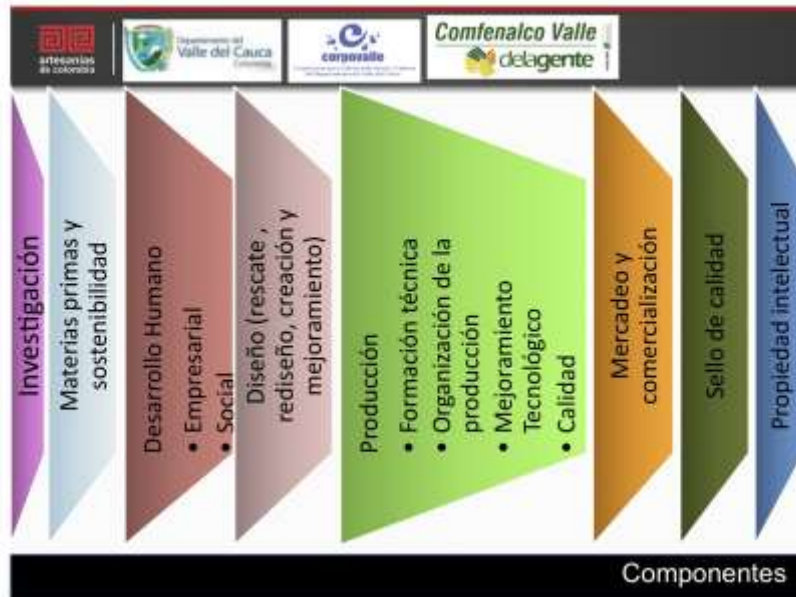 artesanías
de colombia
Departamento del
Valle del Cauca
corpovalle
Comfenalco Valle
delagente
Investigación
Materias primas y
sostenibilidad
Desarrollo Humano
• Empresarial
• Social
Diseño (rescate ,
rediseño, creación y
mejoramiento)
Producción
• Formación técnica
• Organización de la
producción
• Mejoramiento
Tecnológico
• Calidad
Mercadeo y
comercialización
Sello de calidad
Propiedad intelectual
Componentes